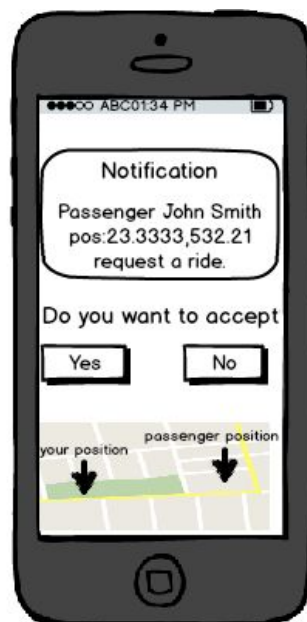 ABC01:34 PM
Notification
Passenger John Smith
pos:23.3333,532.21
request a ride.
Do you want to accept
Yes No
your position passenger position